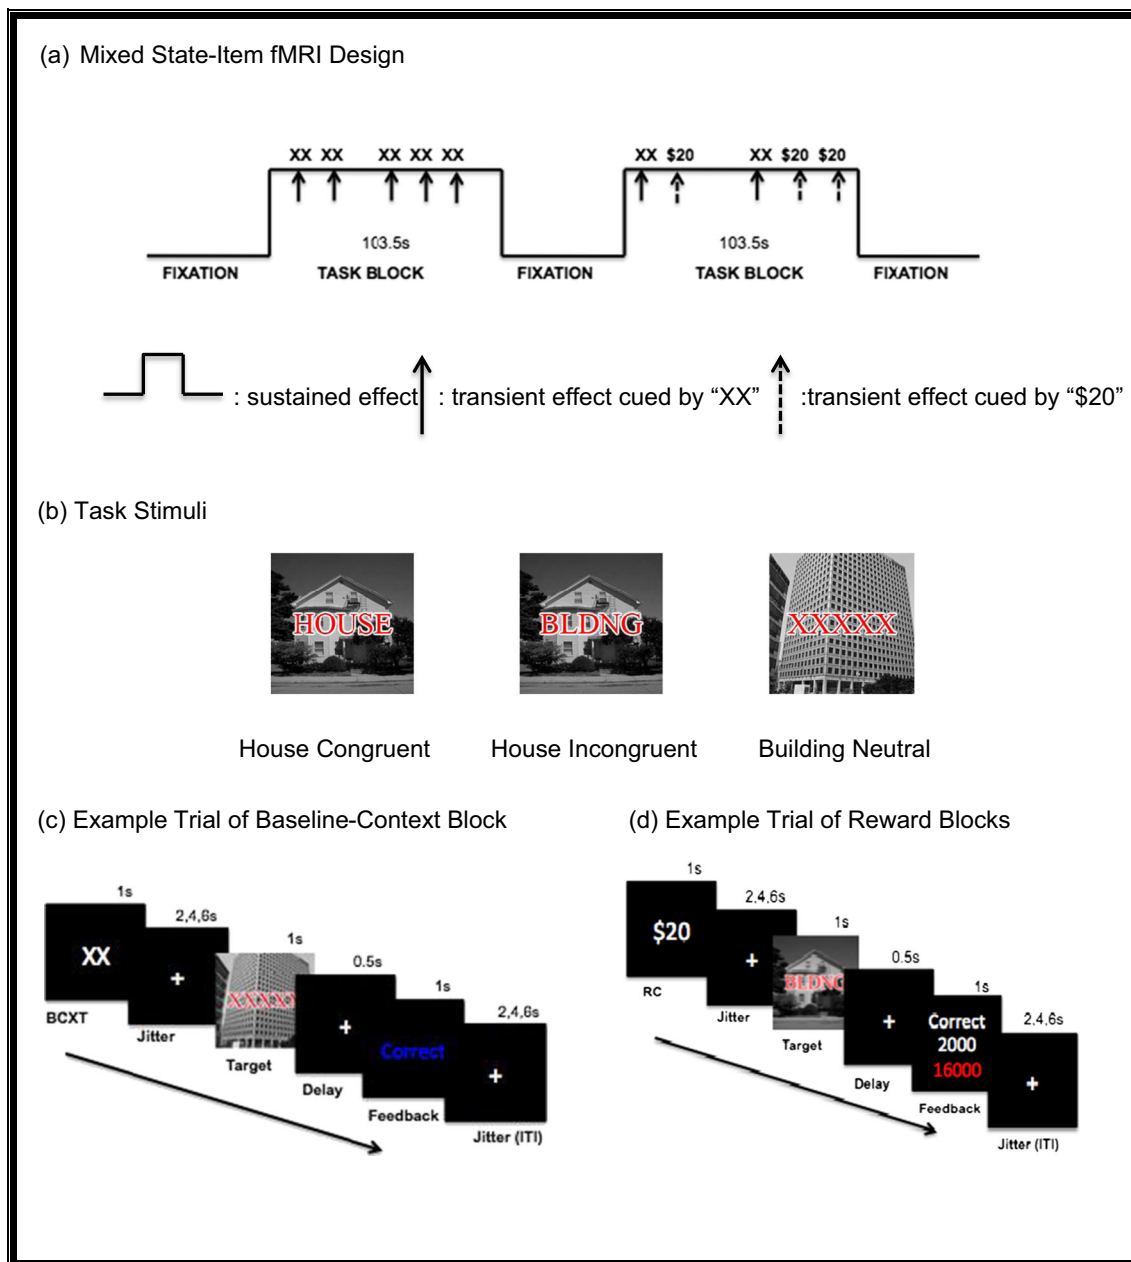 (a) Mixed State-Item fMRI Design
XX XX XX XX XX
XX $20 XX $20 $20
103.5s
103.5s
FIXATION
TASK BLOCK
FIXATION
TASK BLOCK
FIXATION
: sustained effect
: transient effect cued by “XX”
:transient effect cued by “$20”
(b) Task Stimuli
HOUSE
BLDNG
XXXXX
House Congruent
House Incongruent
Building Neutral
(c) Example Trial of Baseline-Context Block
1s
XX
BCXT
2,4,6s
+
Jitter
1s
XXXXX
Target
0.5s
+
Delay
1s
Correct
Feedback
2,4,6s
+
Jitter (ITI)
(d) Example Trial of Reward Blocks
1s
$20
RC
2,4,6s
+
Jitter
1s
BLDNG
Target
0.5s
+
Delay
1s
Correct
2000
16000
Feedback
2,4,6s
+
Jitter (ITI)